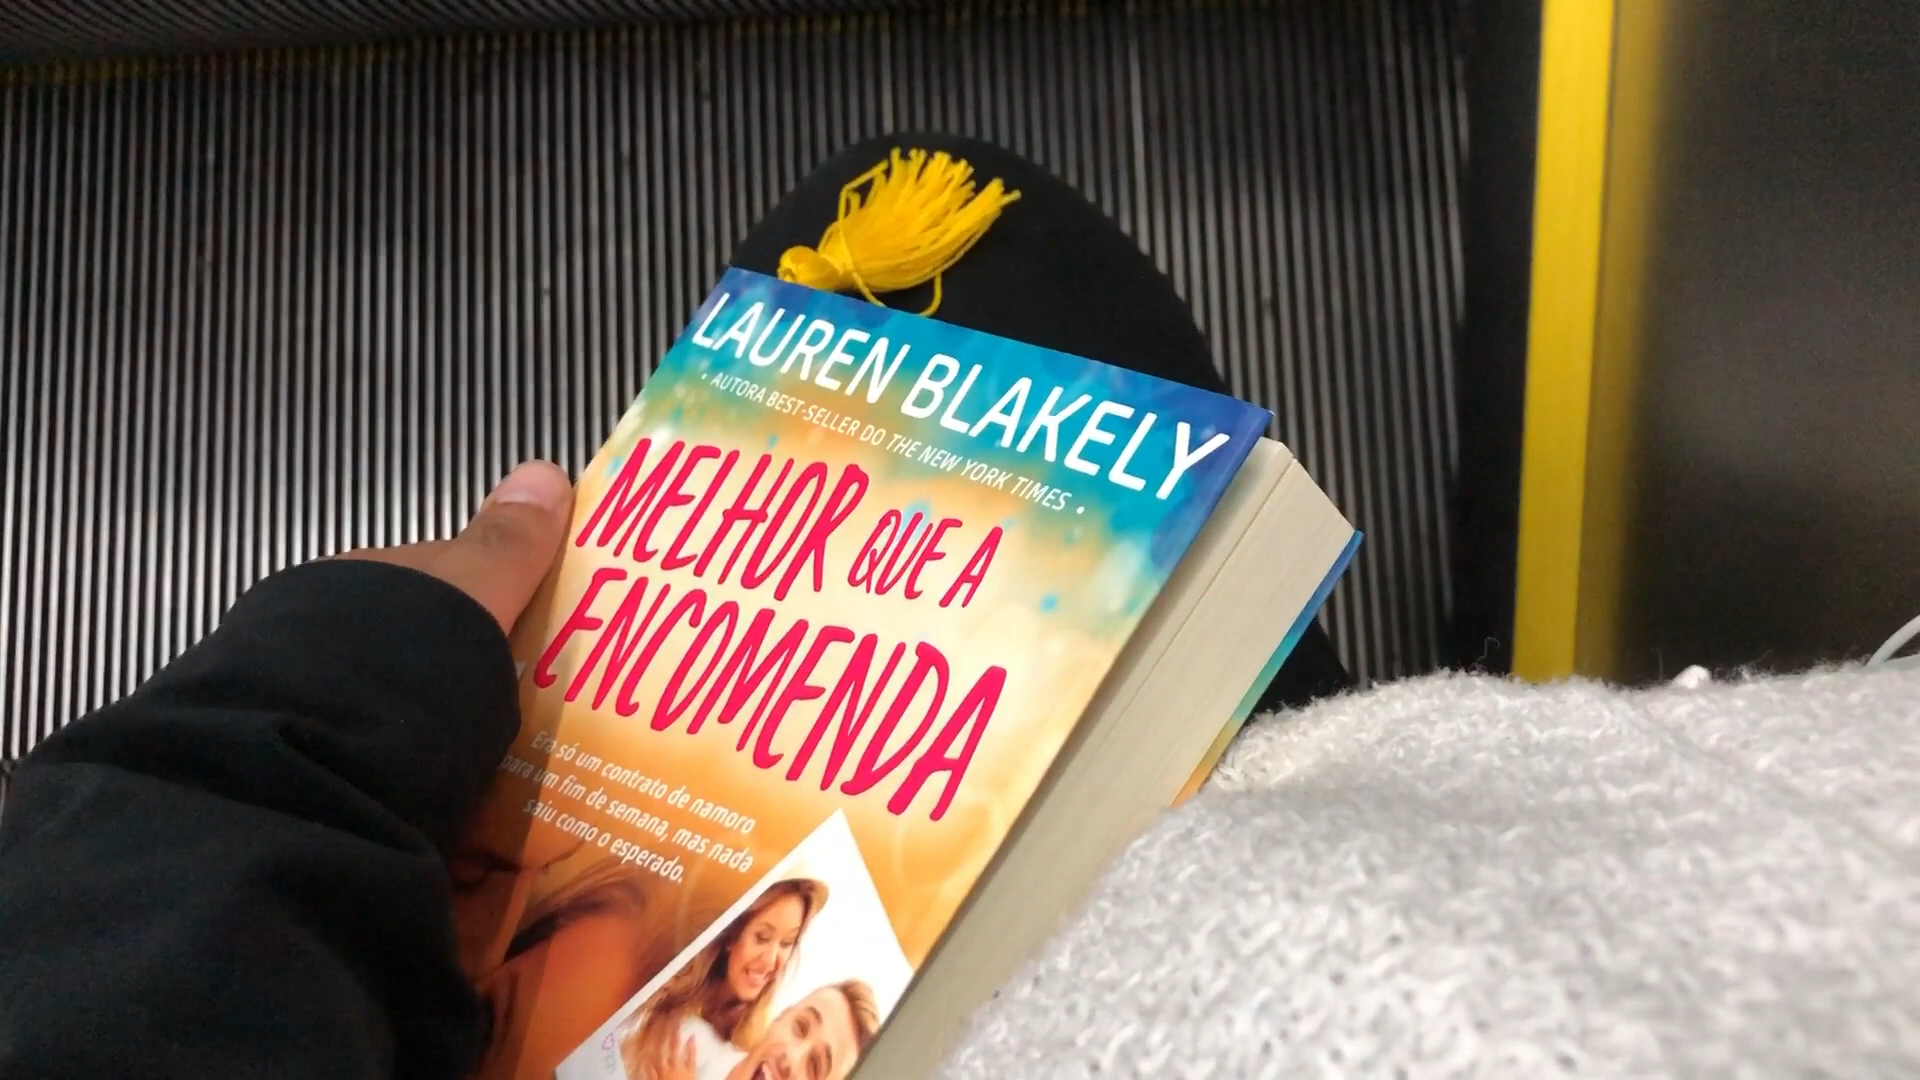 LAUREN BLAKELY
• AUTORA BEST-SELLER DO THE NEW YORK TIMES •
MELHOR QUE A
ENCOMENDA
Era só um contrato de namoro
para um fim de semana, mas nada
saiu como o esperado.